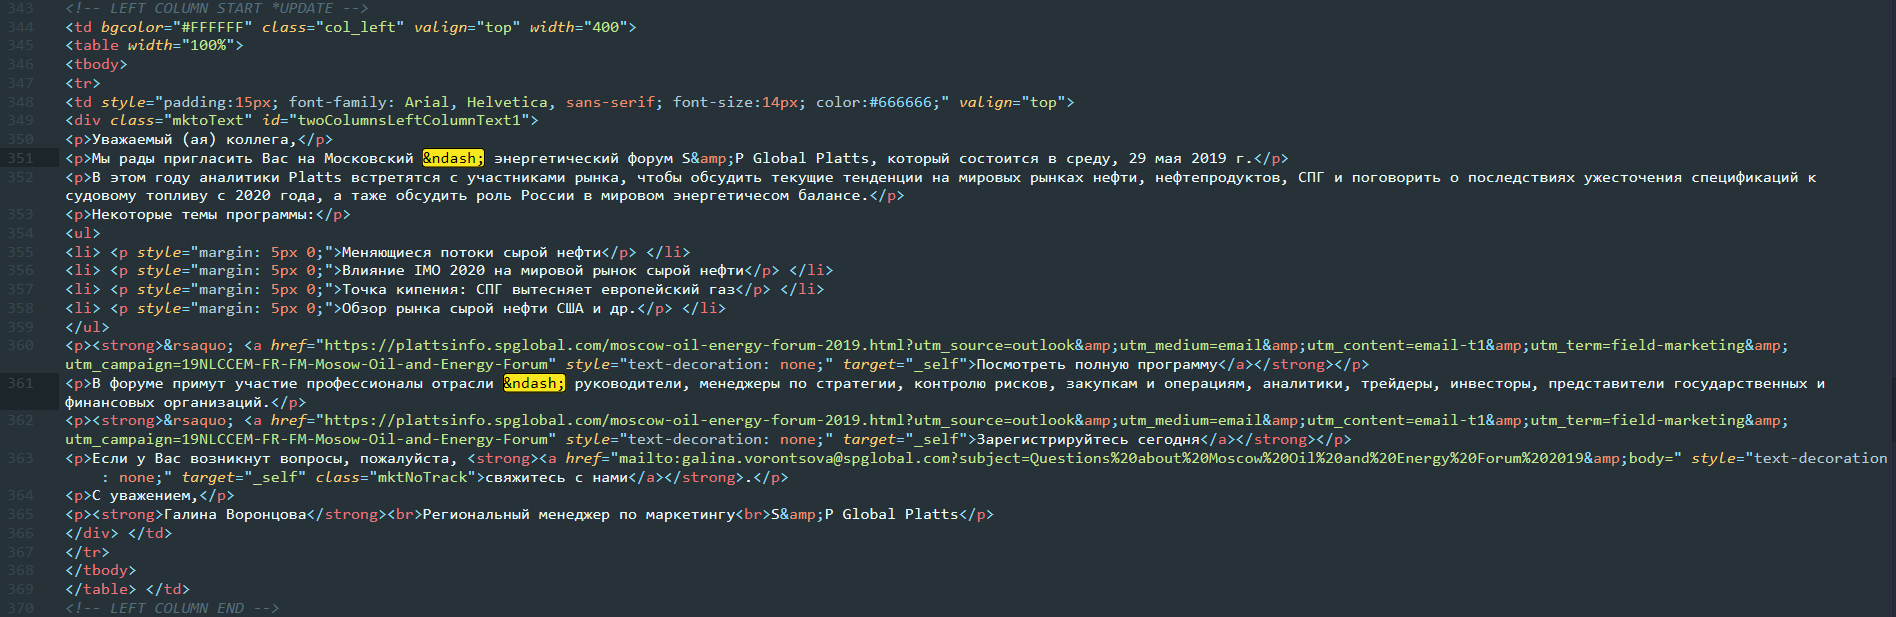 343 <!-- LEFT COLUMN START *UPDATE -->
344 <td bgcolor="#FFFFFF" class="col_left" valign="top" width="400">
345 <table width="100%">
346 <tbody>
347 <tr>
348 <td style="padding:15px; font-family: Arial, Helvetica, sans-serif; font-size:14px; color:#666666;" valign="top">
349 <div class="mktoText" id="twoColumnsLeftColumnText1">
350 <p>Уважаемый (ая) коллега,</p>
351 <p>Мы рады пригласить Вас на Московский &ndash; энергетический форум S&amp;P Global Platts, который состоится в среду, 29 мая 2019 г.</p>
352 <p>В этом году аналитики Platts встретятся с участниками рынка, чтобы обсудить текущие тенденции на мировых рынках нефти, нефтепродуктов, СПГ и поговорить о последствиях ужесточения спецификаций к
судовому топливу с 2020 года, а таже обсудить роль России в мировом энергетичесом балансе.</p>
353 <p>Некоторые темы программы:</p>
354 <ul>
355 <li> <p style="margin: 5px 0;">Меняющиеся потоки сырой нефти</p> </li>
356 <li> <p style="margin: 5px 0;">Влияние IMO 2020 на мировой рынок сырой нефти</p> </li>
357 <li> <p style="margin: 5px 0;">Точка кипения: СПГ вытесняет европейский газ</p> </li>
358 <li> <p style="margin: 5px 0;">Обзор рынка сырой нефти США и др.</p> </li>
359 </ul>
360 <p><strong>&rsaquo; <a href="https://plattsinfo.spglobal.com/moscow-oil-energy-forum-2019.html?utm_source=outlook&amp;utm_medium=email&amp;utm_content=email-t1&amp;utm_term=field-marketing&amp;
utm_campaign=19NLCCEM-FR-FM-Mosow-Oil-and-Energy-Forum" style="text-decoration: none;" target="_self">Посмотреть полную программу</a></strong></p>
361 <p>В форуме примут участие профессионалы отрасли &ndash; руководители, менеджеры по стратегии, контролю рисков, закупкам и операциям, аналитики, трейдеры, инвесторы, представители государственных и
финансовых организаций.</p>
362 <p><strong>&rsaquo; <a href="https://plattsinfo.spglobal.com/moscow-oil-energy-forum-2019.html?utm_source=outlook&amp;utm_medium=email&amp;utm_content=email-t1&amp;utm_term=field-marketing&amp;
utm_campaign=19NLCCEM-FR-FM-Mosow-Oil-and-Energy-Forum" style="text-decoration: none;" target="_self">Зарегистрируйтесь сегодня</a></strong></p>
363 <p>Если у Вас возникнут вопросы, пожалуйста, <strong><a href="mailto:galina.vorontsova@spglobal.com?subject=Questions%20about%20Moscow%20Oil%20and%20Energy%20Forum%202019&amp;body=" style="text-decoration
: none;" target="_self" class="mktNoTrack">свяжитесь с нами</a></strong>.</p>
364 <p>С уважением,</p>
365 <p><strong>Галина Воронцова</strong><br>Региональный менеджер по маркетингу<br>S&amp;P Global Platts</p>
366 </div> </td>
367 </tr>
368 </tbody>
369 </table> </td>
370 <!-- LEFT COLUMN END -->